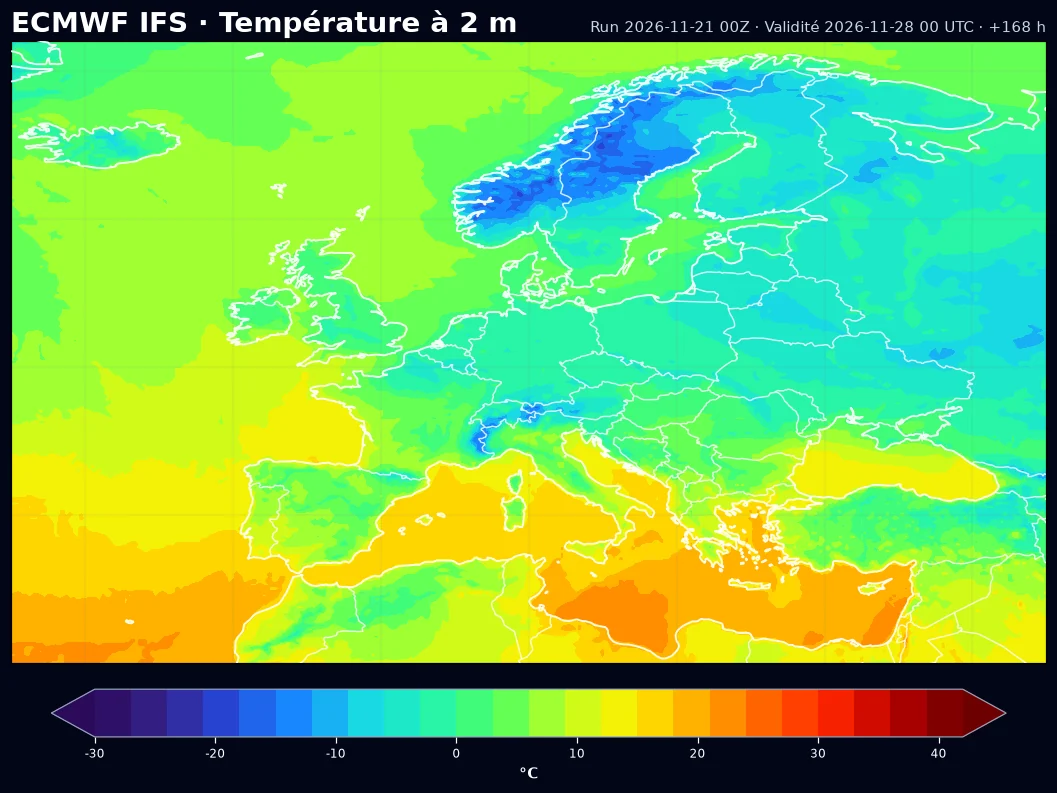 ECMWF IFS · Température à 2 m
Run 2026-11-21 00Z · Validité 2026-11-28 00 UTC · +168 h
-30 -20 -10 0 10 20 30 40
°C